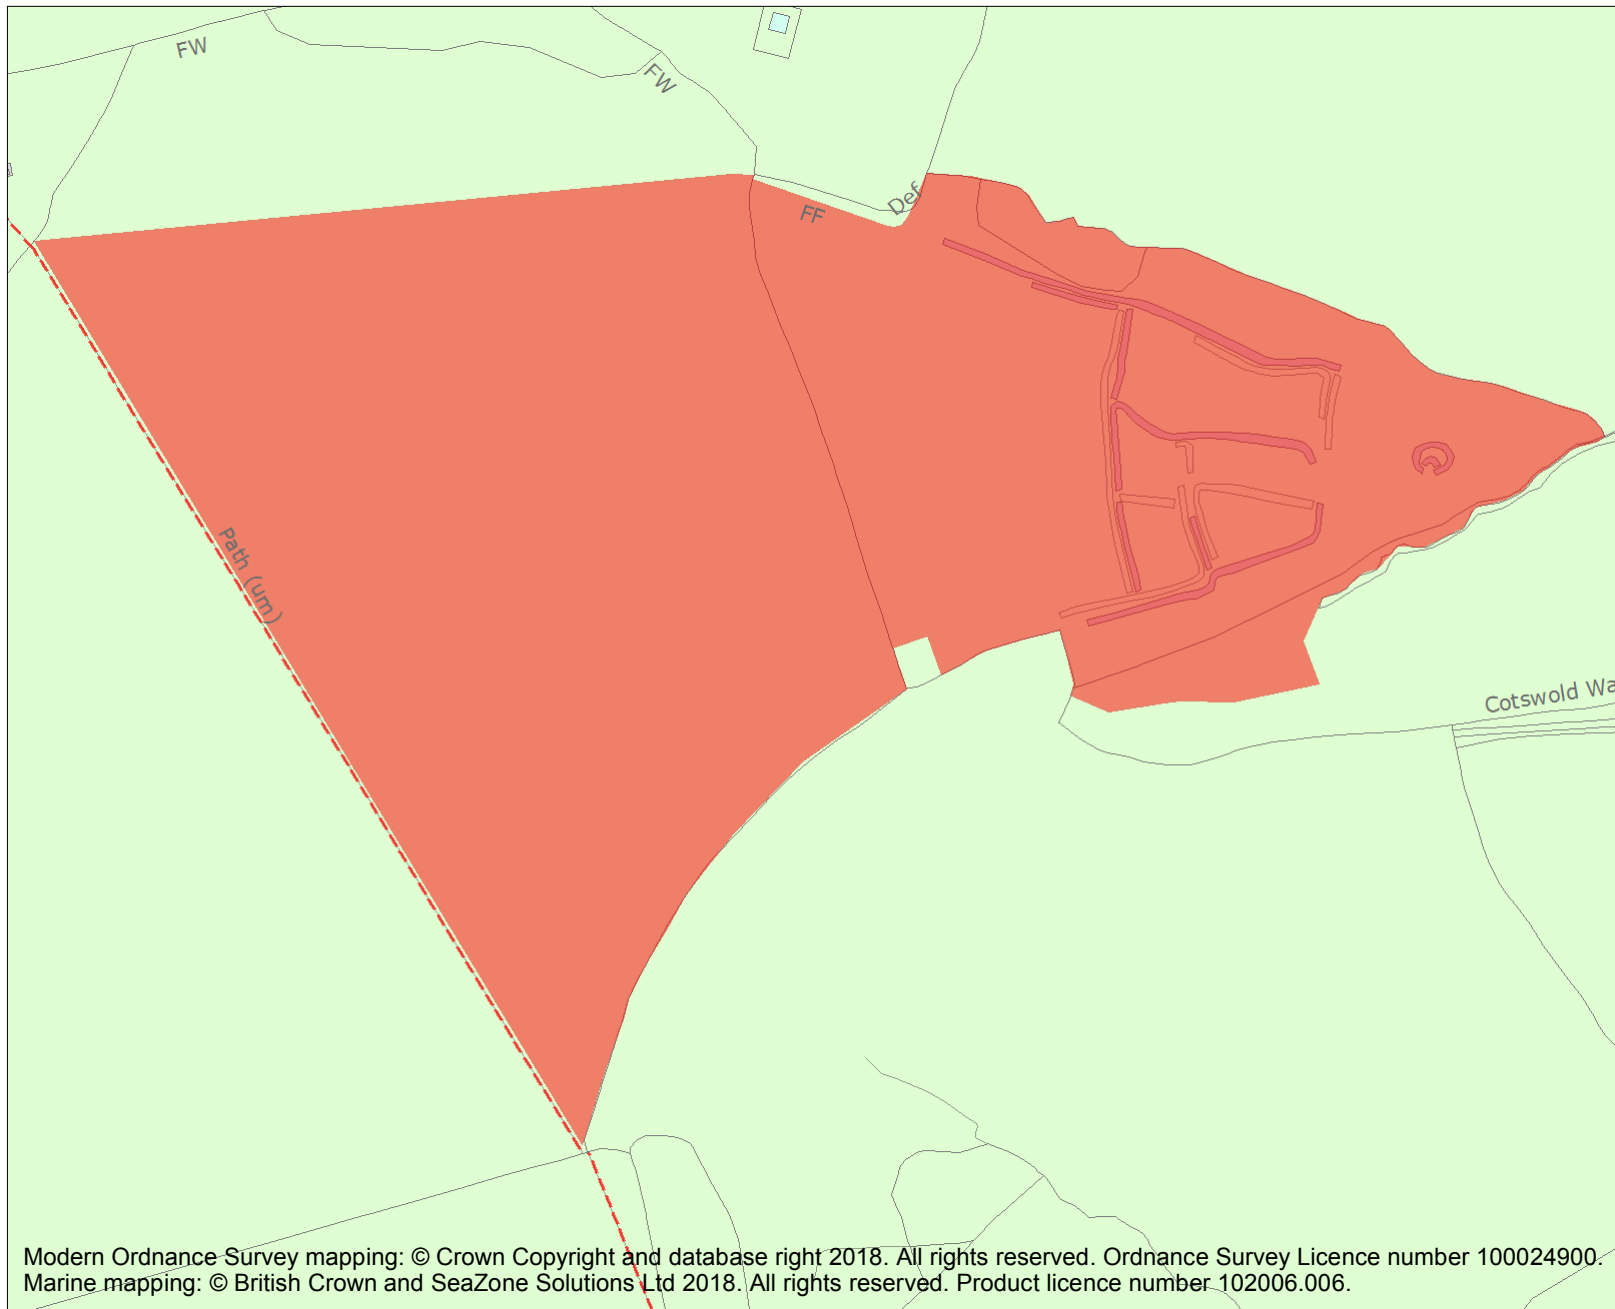 FW
FW
Def
FF
Path (um)
Cotswold Wa
Modern Ordnance Survey mapping: © Crown Copyright and database right 2018. All rights reserved. Ordnance Survey Licence number 100024900.
Marine mapping: © British Crown and SeaZone Solutions Ltd 2018. All rights reserved. Product licence number 102006.006.